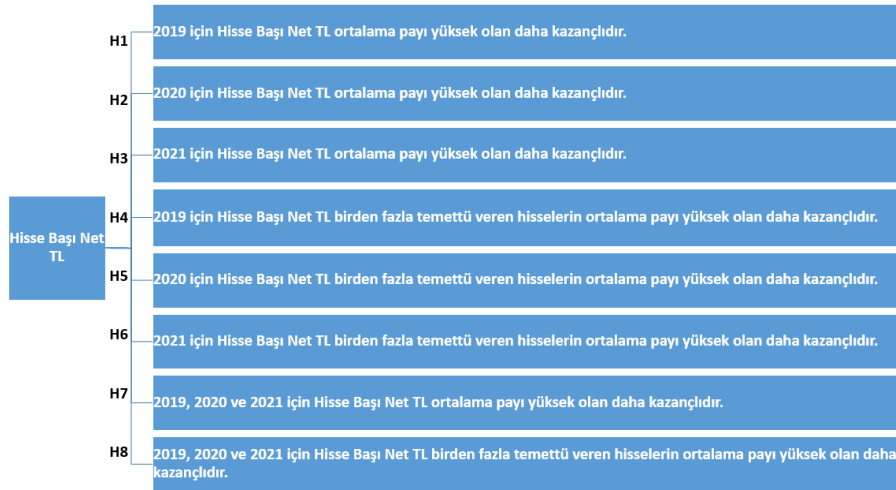 H1
2019 için Hisse Başı Net TL ortalama payı yüksek olan daha kazançlıdır.
H2
2020 için Hisse Başı Net TL ortalama payı yüksek olan daha kazançlıdır.
H3
2021 için Hisse Başı Net TL ortalama payı yüksek olan daha kazançlıdır.
H4
2019 için Hisse Başı Net TL birden fazla temettü veren hisselerin ortalama payı yüksek olan daha kazançlıdır.
Hisse Başı Net
TL
H5
2020 için Hisse Başı Net TL birden fazla temettü veren hisselerin ortalama payı yüksek olan daha kazançlıdır.
H6
2021 için Hisse Başı Net TL birden fazla temettü veren hisselerin ortalama payı yüksek olan daha kazançlıdır.
H7
2019, 2020 ve 2021 için Hisse Başı Net TL ortalama payı yüksek olan daha kazançlıdır.
H8
2019, 2020 ve 2021 için Hisse Başı Net TL birden fazla temettü veren hisselerin ortalama payı yüksek olan daha
kazançlıdır.